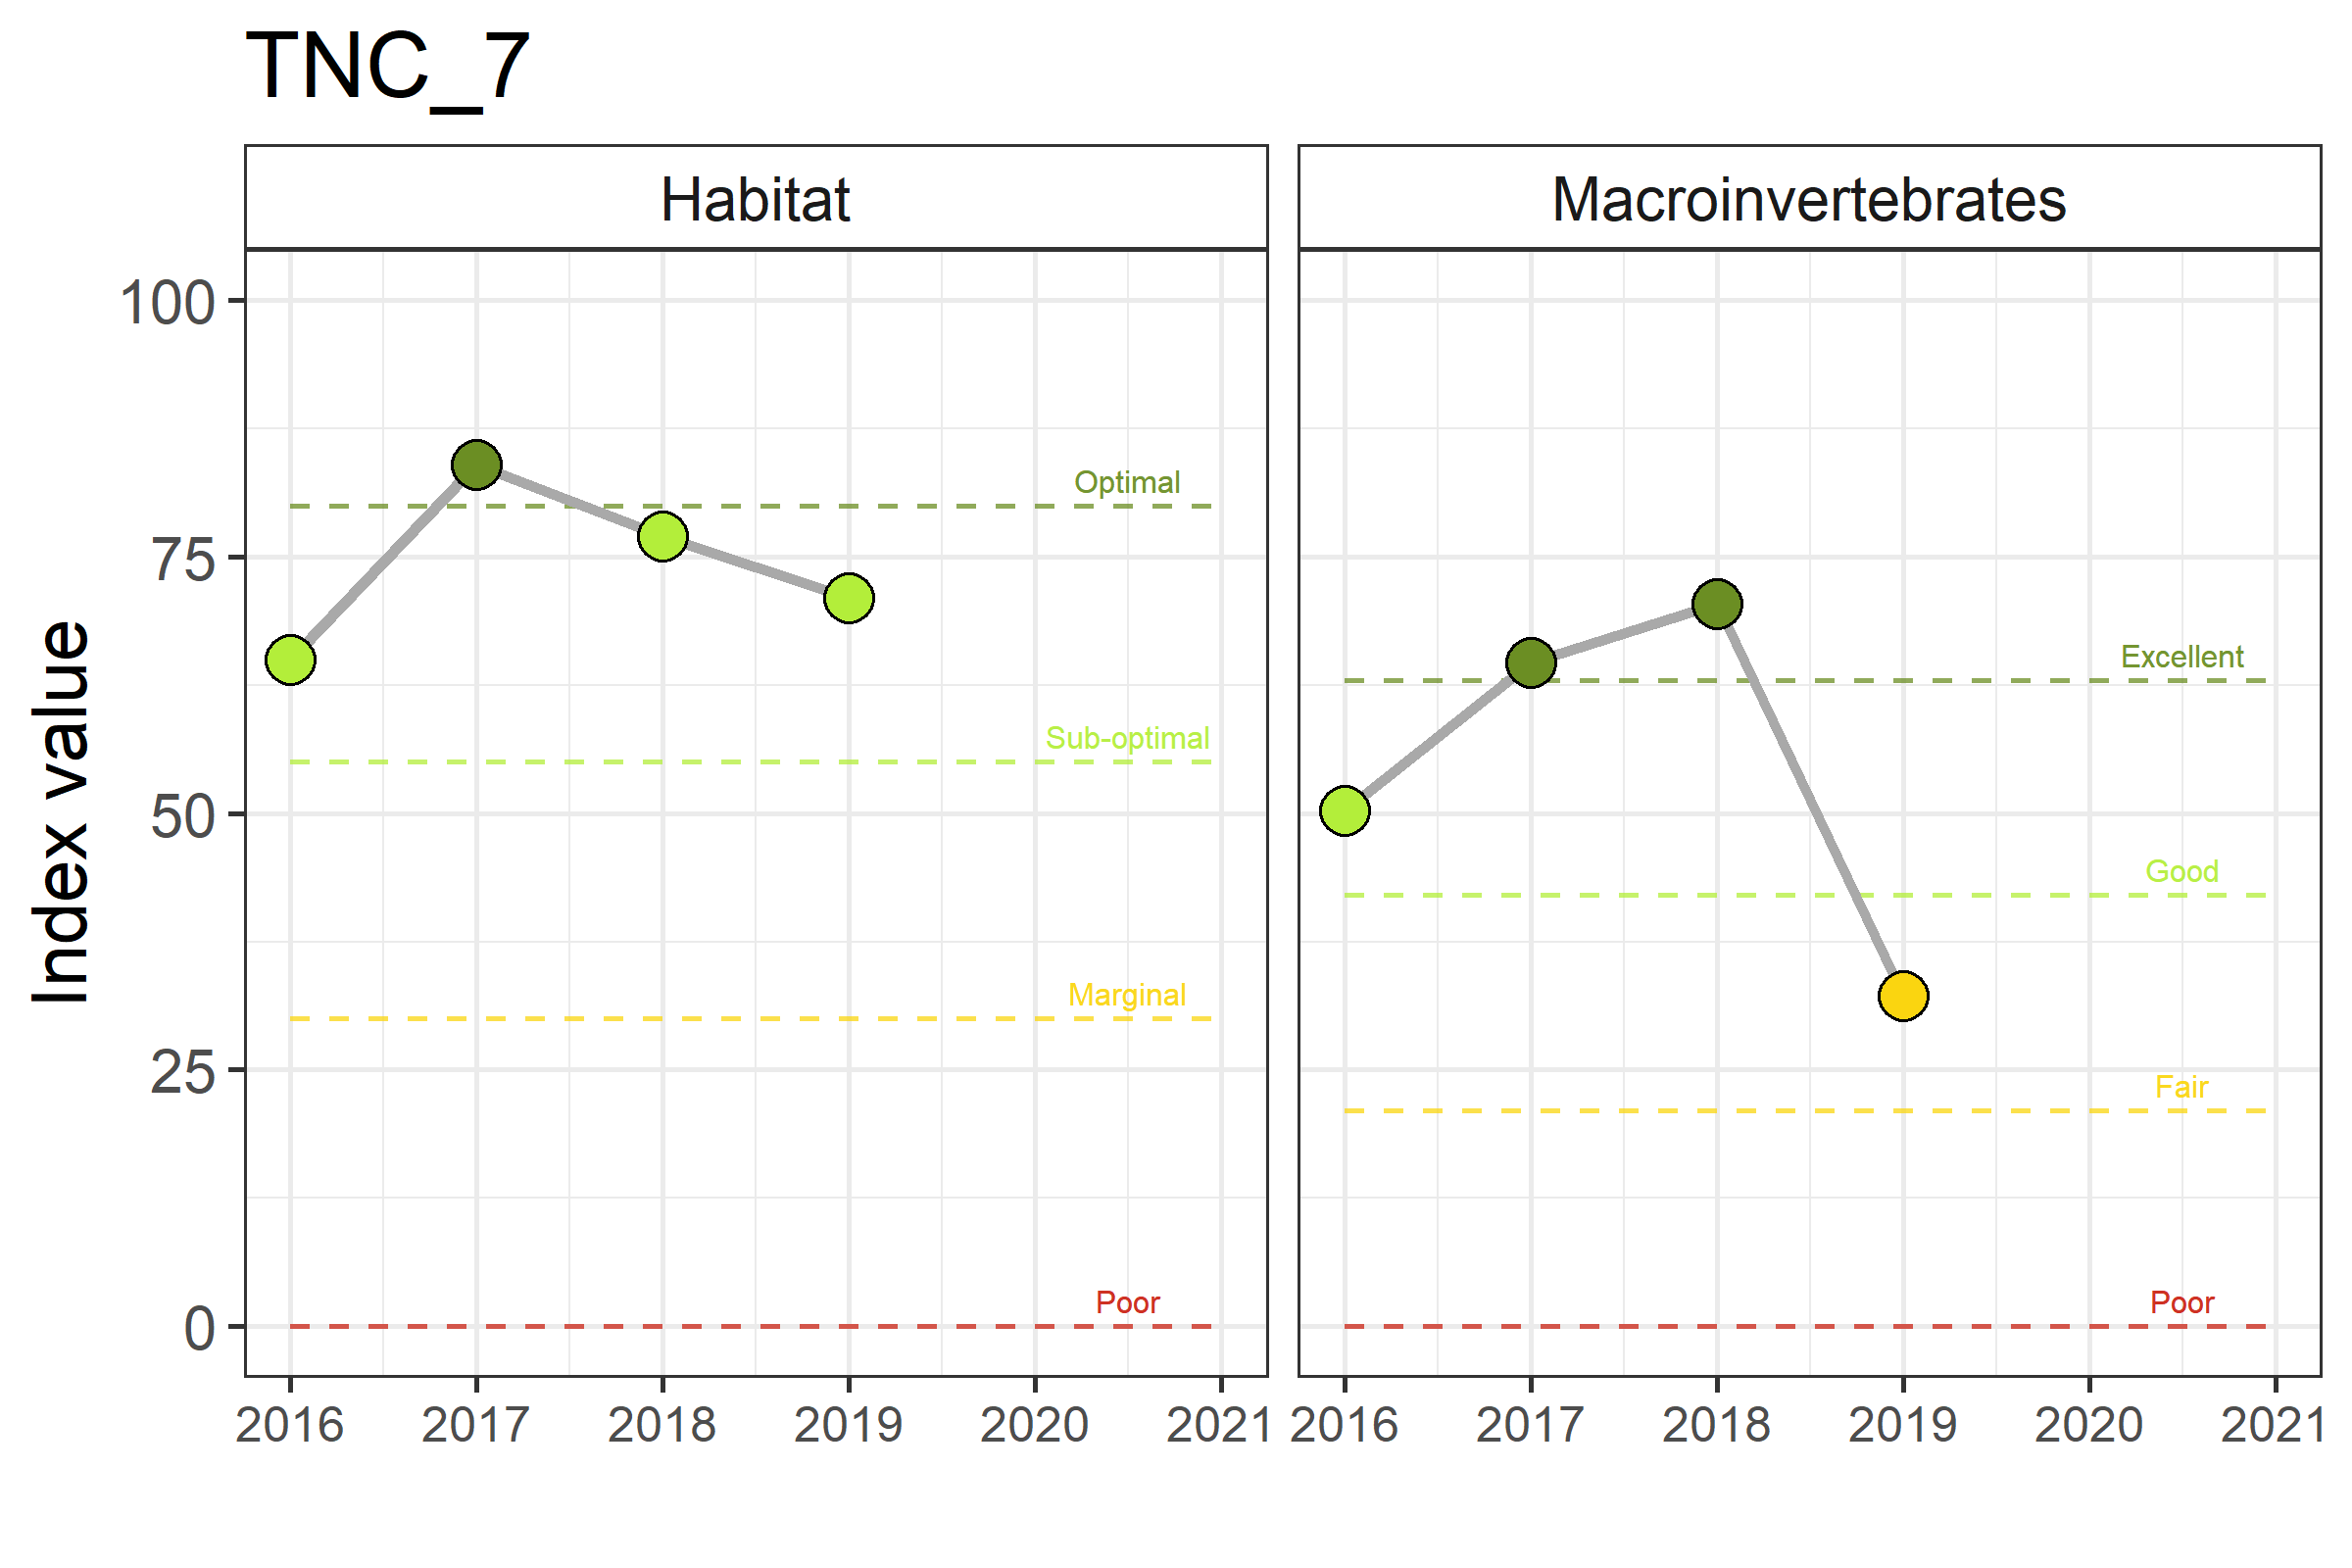 TNC_7
Habitat
Macroinvertebrates
Index value
100
75
50
25
0
Optimal
Sub-optimal
Marginal
Poor
Excellent
Good
Fair
Poor
2016 2017 2018 2019 2020 2021 2016 2017 2018 2019 2020 2021